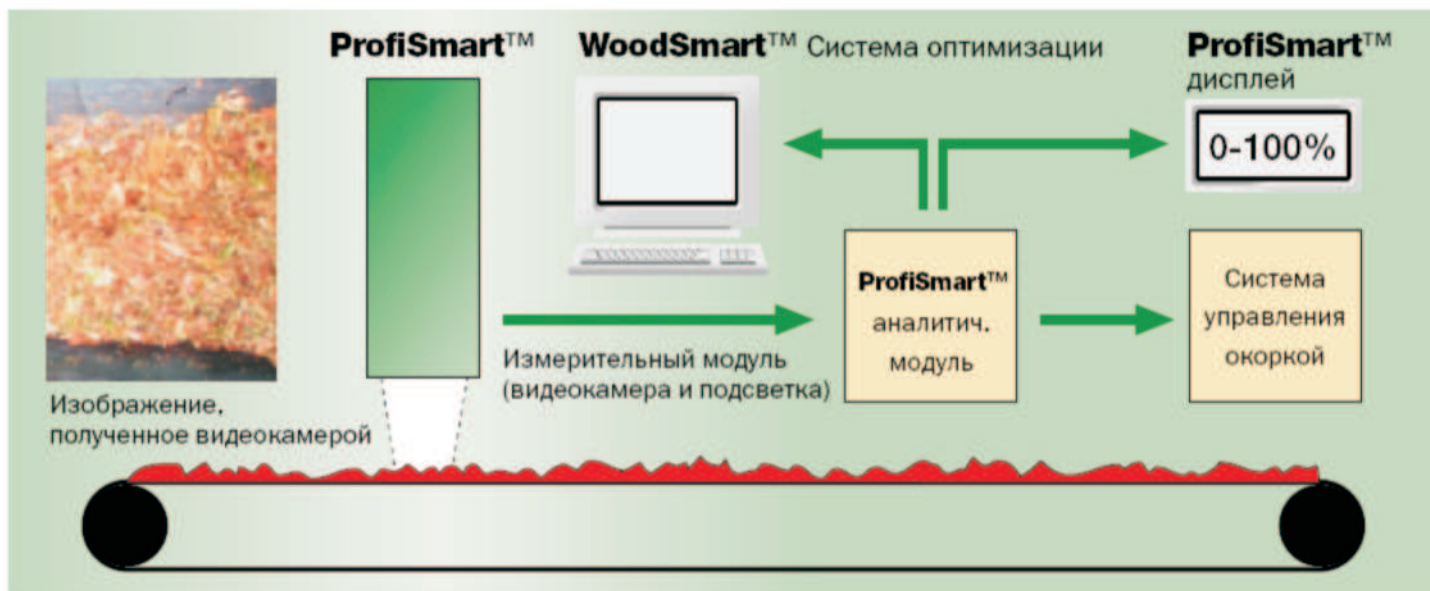 ProfiSmart™
WoodSmart™ Система оптимизации
ProfiSmart™
дисплей
0-100%
ProfiSmart™
аналитич.
модуль
Система
управления
окоркой
Измерительный модуль
(видеокамера и подсветка)
Изображение,
полученное видеокамерой